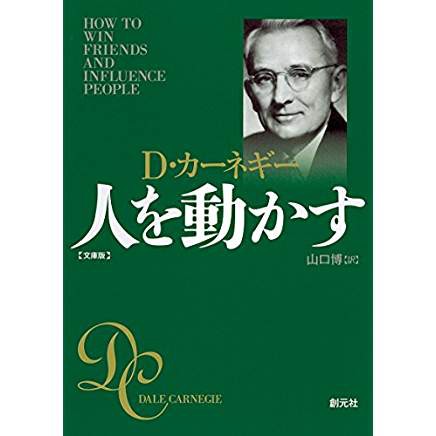 HOW TO
WIN
FRIENDS
AND
INFLUENCE
PEOPLE
D・カーネギー
人を動かす
【文庫版】
山口博【訳】
DC
DALE CARNEGIE
創元社